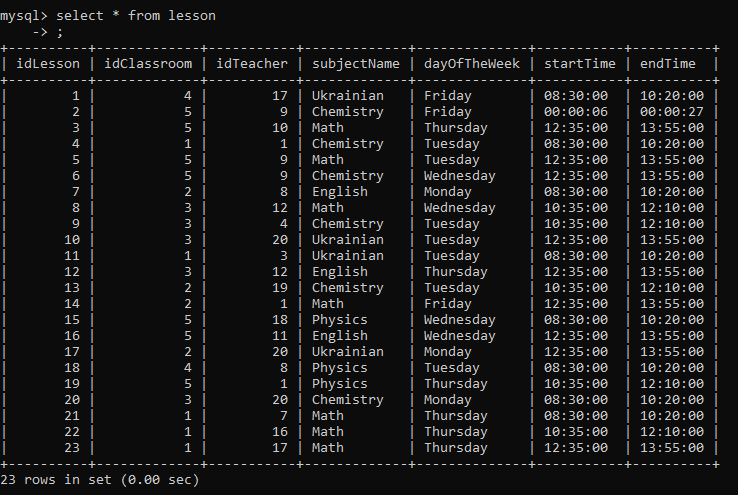 mysql> select * from lesson
    -> ;
+----------+-------------+-----------+-------------+--------------+-----------+----------+
| idLesson | idClassroom | idTeacher | subjectName | dayOfTheWeek | startTime | endTime  |
+----------+-------------+-----------+-------------+--------------+-----------+----------+
|        1 |           4 |        17 | Ukrainian   | Friday       | 08:30:00  | 10:20:00 |
|        2 |           5 |         9 | Chemistry   | Friday       | 00:00:06  | 00:00:27 |
|        3 |           5 |        10 | Math        | Thursday     | 12:35:00  | 13:55:00 |
|        4 |           1 |         1 | Chemistry   | Tuesday      | 08:30:00  | 10:20:00 |
|        5 |           5 |         9 | Math        | Tuesday      | 12:35:00  | 13:55:00 |
|        6 |           5 |         9 | Chemistry   | Wednesday    | 12:35:00  | 13:55:00 |
|        7 |           2 |         8 | English     | Monday       | 08:30:00  | 10:20:00 |
|        8 |           3 |        12 | Math        | Wednesday    | 10:35:00  | 12:10:00 |
|        9 |           3 |         4 | Chemistry   | Tuesday      | 10:35:00  | 12:10:00 |
|       10 |           3 |        20 | Ukrainian   | Tuesday      | 12:35:00  | 13:55:00 |
|       11 |           1 |         3 | Ukrainian   | Tuesday      | 08:30:00  | 10:20:00 |
|       12 |           3 |        12 | English     | Thursday     | 12:35:00  | 13:55:00 |
|       13 |           2 |        19 | Chemistry   | Tuesday      | 10:35:00  | 12:10:00 |
|       14 |           2 |         1 | Math        | Friday       | 12:35:00  | 13:55:00 |
|       15 |           5 |        18 | Physics     | Wednesday    | 08:30:00  | 10:20:00 |
|       16 |           5 |        11 | English     | Wednesday    | 12:35:00  | 13:55:00 |
|       17 |           2 |        20 | Ukrainian   | Monday       | 12:35:00  | 13:55:00 |
|       18 |           4 |         8 | Physics     | Tuesday      | 08:30:00  | 10:20:00 |
|       19 |           5 |         1 | Physics     | Thursday     | 10:35:00  | 12:10:00 |
|       20 |           3 |        20 | Chemistry   | Monday       | 08:30:00  | 10:20:00 |
|       21 |           1 |         7 | Math        | Thursday     | 08:30:00  | 10:20:00 |
|       22 |           1 |        16 | Math        | Thursday     | 10:35:00  | 12:10:00 |
|       23 |           1 |        17 | Math        | Thursday     | 12:35:00  | 13:55:00 |
+----------+-------------+-----------+-------------+--------------+-----------+----------+
23 rows in set (0.00 sec)